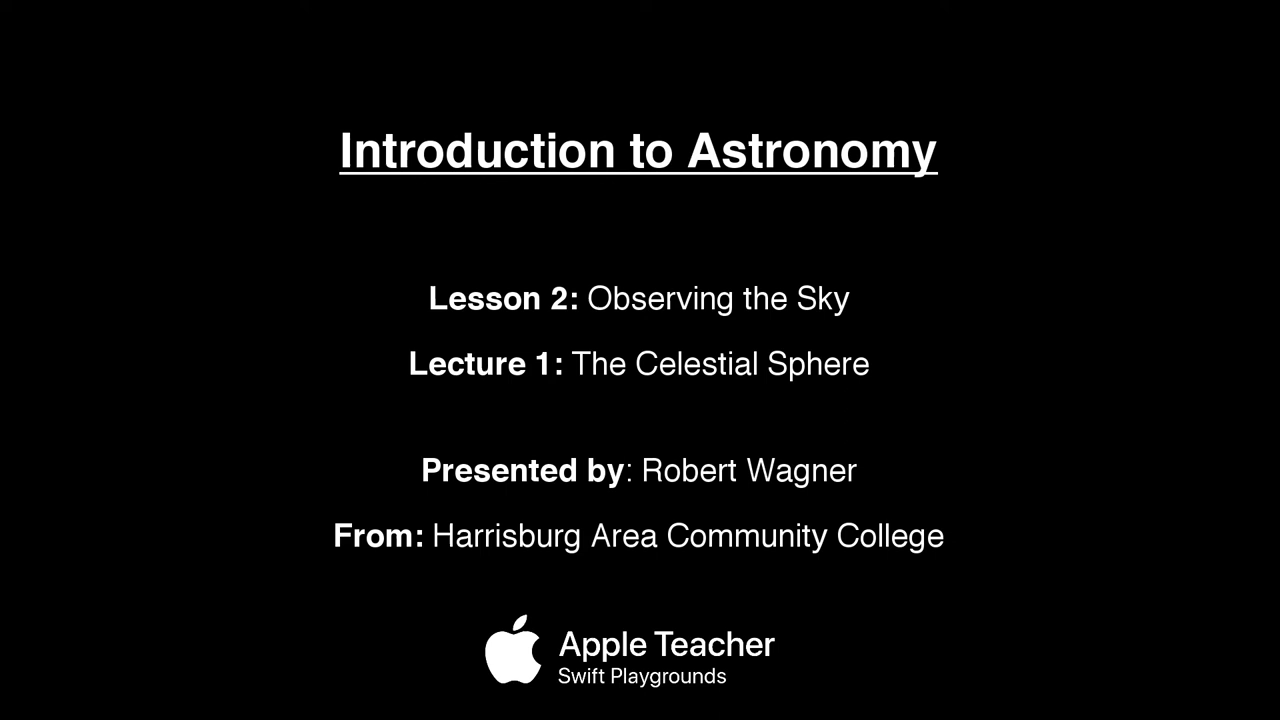 Introduction to Astronomy
Lesson 2: Observing the Sky
Lecture 1: The Celestial Sphere
Presented by: Robert Wagner
From: Harrisburg Area Community College
Apple Teacher
Swift Playgrounds